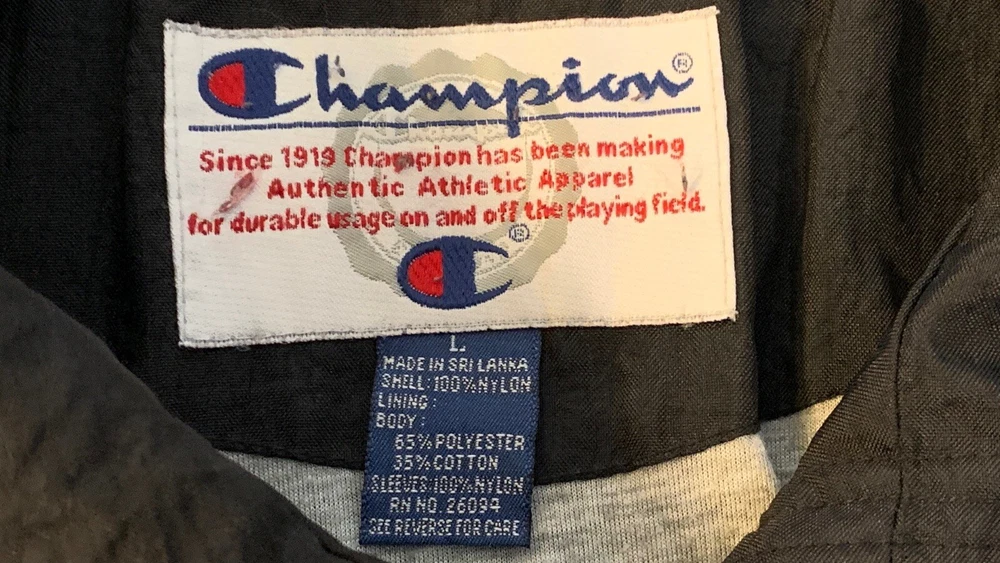 Champion®
Since 1919 Champion has been making
Authentic Athletic Apparel
for durable usage on and off the playing field.
®
L
MADE IN SRI LANKA
SHELL: 100% NYLON
LINING:
BODY:
65% POLYESTER
35% COTTON
SLEEVES: 100% NYLON
RN NO. 26094
SEE REVERSE FOR CARE